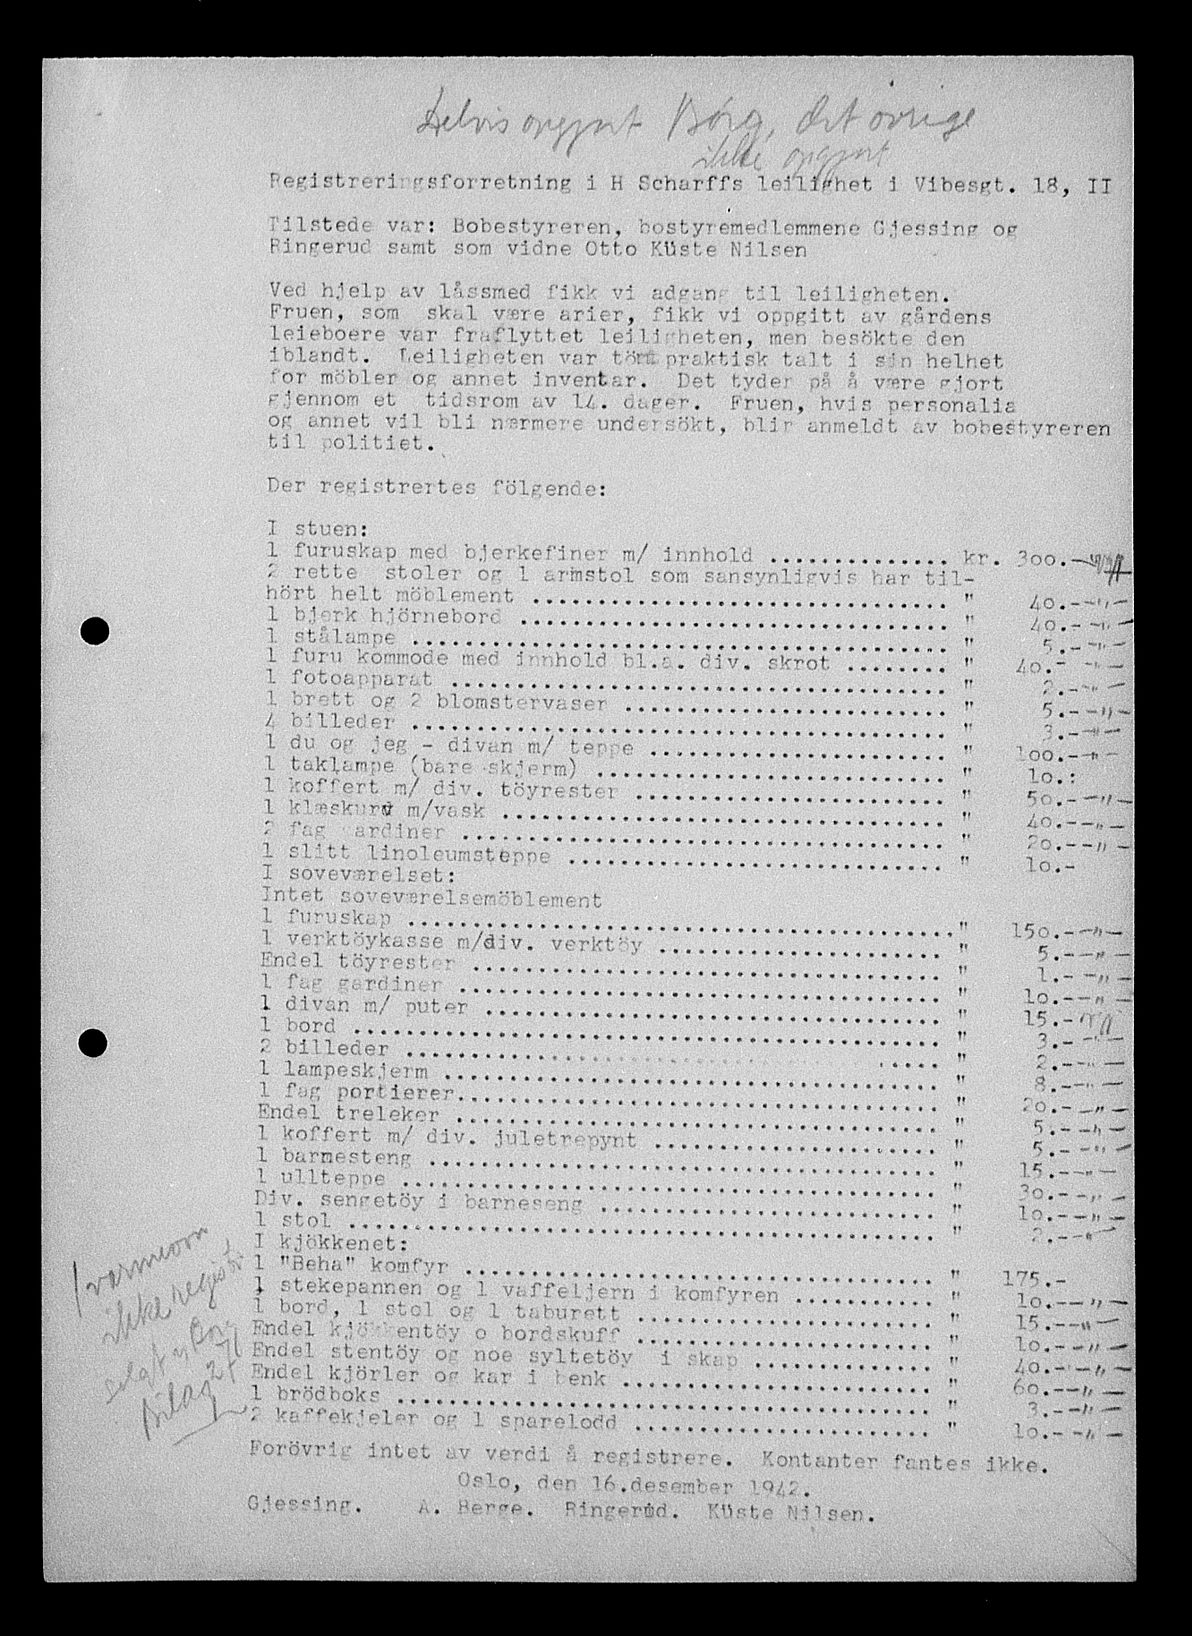 Delvis opgjort Borg, det øvrige
ikke opgjort
Registreringsforretning i H Scharffs leilighet i Vibesgt. 18, II
Tilstede var: Bobestyreren, bostyremedlemmene Gjessing og
Ringerud samt som vidne Otto Küste Nilsen
Ved hjelp av låssmed fikk vi adgang til leiligheten.
Fruen, som skal være arier, fikk vi oppgitt av gårdens
leieboere var fraflyttet leiligheten, men besökte den
iblandt. Leiligheten var tömt praktisk talt i sin helhet
for möbler og annet inventar. Det tyder på å være gjort
gjennom et tidsrom av 14. dager. Fruen, hvis personalia
og annet vil bli nærmere undersökt, blir anmeldt av bobestyreren
til politiet.
Der registrertes fölgende:
I stuen:
1 furuskap med bjerkefiner m/ innhold ............... kr. 300.-
2 rette stoler og 1 armstol som sansynligvis har til-
hört helt möblement ................................ " 40.- -"-
1 bjerk hjörnebord ................................. " 40.- -"-
1 stålampe ......................................... " 5.- -"-
1 furu kommode med innhold bl.a. div. skrot ........ " 40.- -"-
1 fotoapparat ...................................... " 2.- -"-
1 brett og 2 blomstervaser ......................... " 5.- -"-
4 billeder ......................................... " 3.- -"-
1 du og jeg - divan m/ teppe ....................... " 100.- -"-
1 taklampe (bare skjerm) ........................... " 10.:
1 koffert m/ div. töyrester ........................ " 50.- -"-
1 klæskurv m/vask .................................. " 40.- -"-
2 fag gardiner ..................................... " 20.- -"-
1 slitt linoleumsteppe ............................. " 10.-
I soveværelset:
Intet soveværelsemöblement
1 furuskap .........................................." 150.- -"-
1 verktöykasse m/div. verktöy ...................... " 5.- -"-
Endel töyrester .................................... " 1.- -"-
1 fag gardiner ..................................... " 10.- -"-
1 divan m/ puter ................................... " 15.-
1 bord ............................................. " 3.- -"-
2 billeder ......................................... " 2.- -"-
1 lampeskjerm ...................................... " 8.- -"-
1 fag portierer..................................... " 20.- -"-
Endel treleker ..................................... " 5.- -"-
1 koffert m/ div. juletrepynt ...................... " 5.- -"-
1 barnesteng ....................................... " 15.- -"-
1 ullteppe ......................................... " 30.- -"-
Div. sengetöy i barneseng .......................... " 10.- -"-
1 stol ............................................. " 2.- -"-
I kjökkenet:
1 "Beha" komfyr .................................... " 175.-
1 stekepannen og 1 vaffeljern i komfyren ........... " 10.- -"-
1 bord, 1 stol og 1 taburett ....................... " 15.- -"-
Endel kjökkentöy o bordskuff ....................... " 10.- -"-
Endel stentöy og noe syltetöy i skap ............... " 40.- -"-
Endel kjörler og kar i benk ........................ " 60.- -"-
1 brödboks ......................................... " 3.- -"-
2 kaffekjeler og 1 sparelodd ....................... " 10.- -"-
1 varmeovn
ikke registr.
solgt Borg
bilag 27
Forövrig intet av verdi å registrere. Kontanter fantes ikke.
Oslo, den 16.desember 1942.
Gjessing. A. Berge. Ringerud. Küste Nilsen.